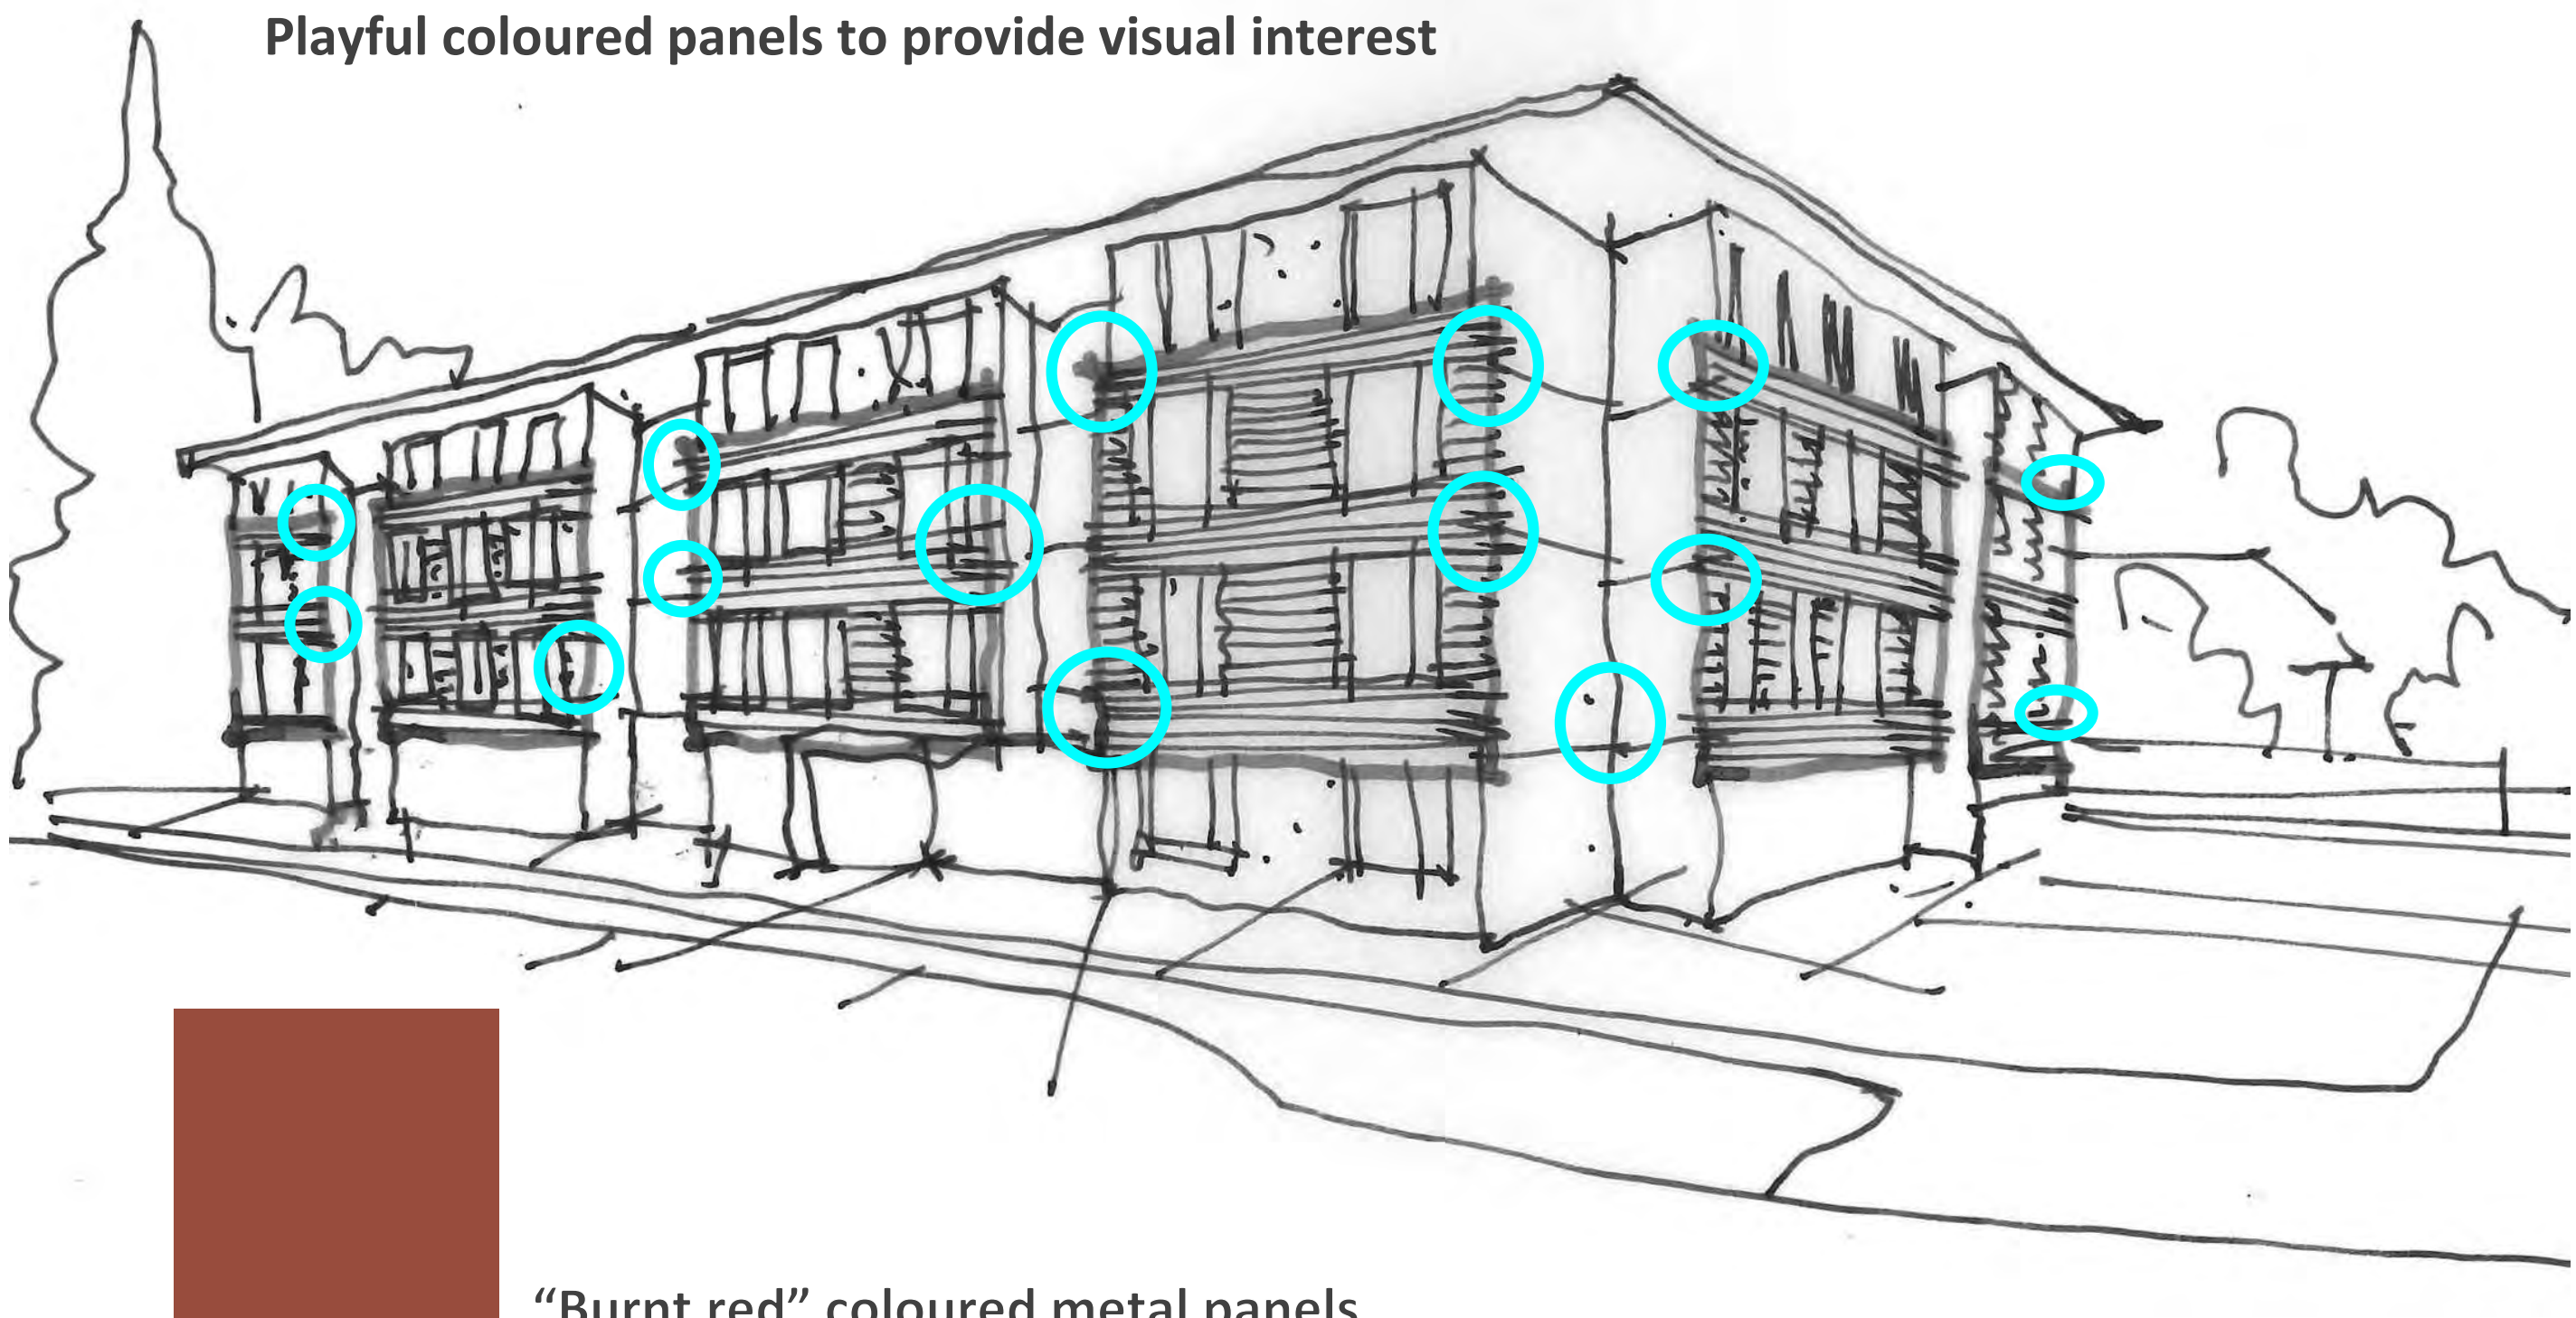 Playful coloured panels to provide visual interest
“Burnt red” coloured metal panels